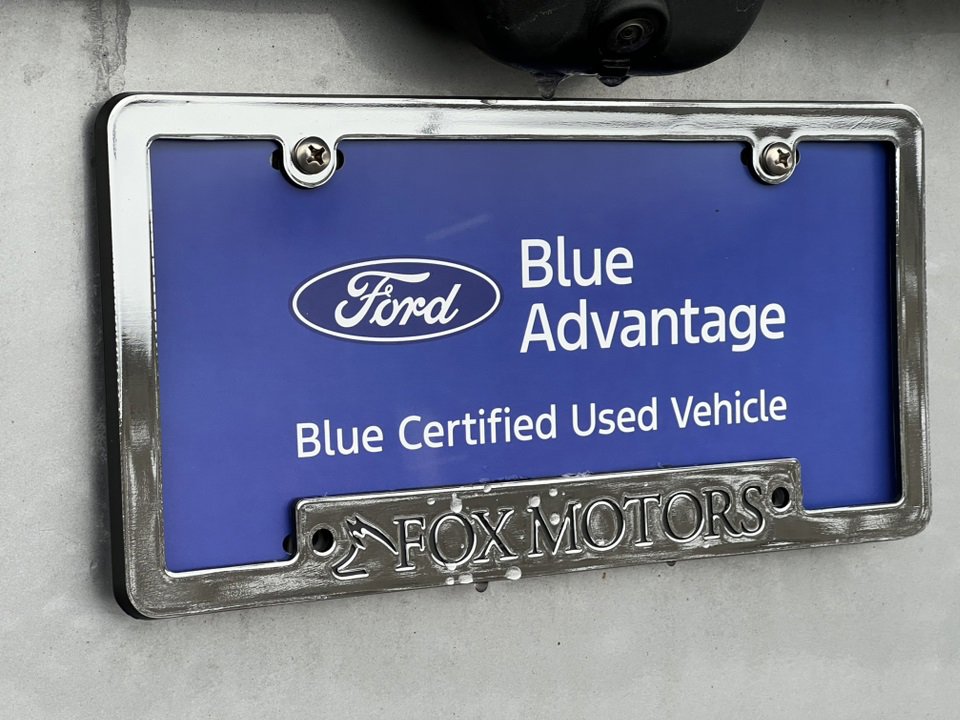 Ford
Blue
Advantage
Blue Certified Used Vehicle
FOX MOTORS